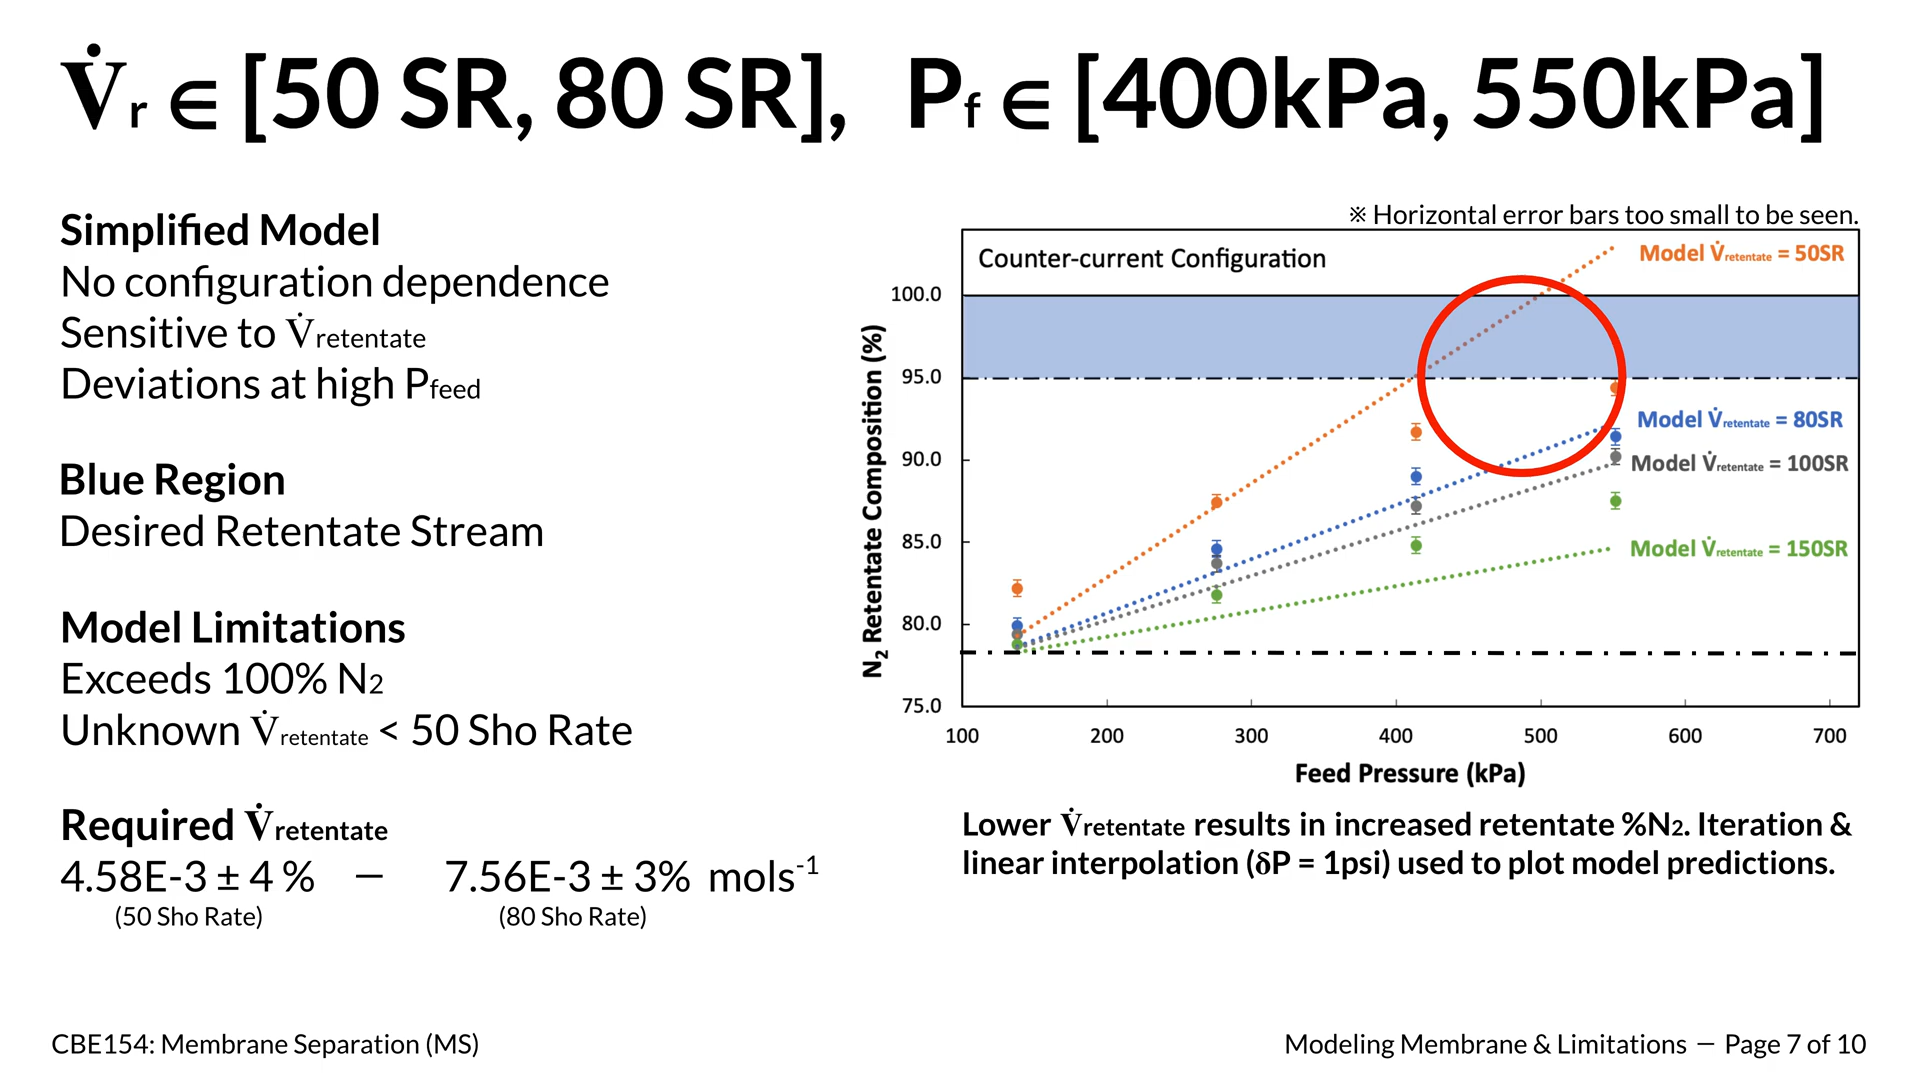 V̇r ∈ [50 SR, 80 SR], Pf ∈ [400kPa, 550kPa]
Simplified Model
No configuration dependence
Sensitive to V̇retentate
Deviations at high Pfeed
Blue Region
Desired Retentate Stream
Model Limitations
Exceeds 100% N2
Unknown V̇retentate < 50 Sho Rate
Required V̇retentate
4.58E-3 ± 4 % — 7.56E-3 ± 3% mols-1
(50 Sho Rate) (80 Sho Rate)
※ Horizontal error bars too small to be seen.
Counter-current Configuration
Model V̇retentate = 50SR
Model V̇retentate = 80SR
Model V̇retentate = 100SR
Model V̇retentate = 150SR
N2 Retentate Composition (%)
100.0
95.0
90.0
85.0
80.0
75.0
100 200 300 400 500 600 700
Feed Pressure (kPa)
Lower V̇retentate results in increased retentate %N2. Iteration &
linear interpolation (δP = 1psi) used to plot model predictions.
CBE154: Membrane Separation (MS)
Modeling Membrane & Limitations — Page 7 of 10